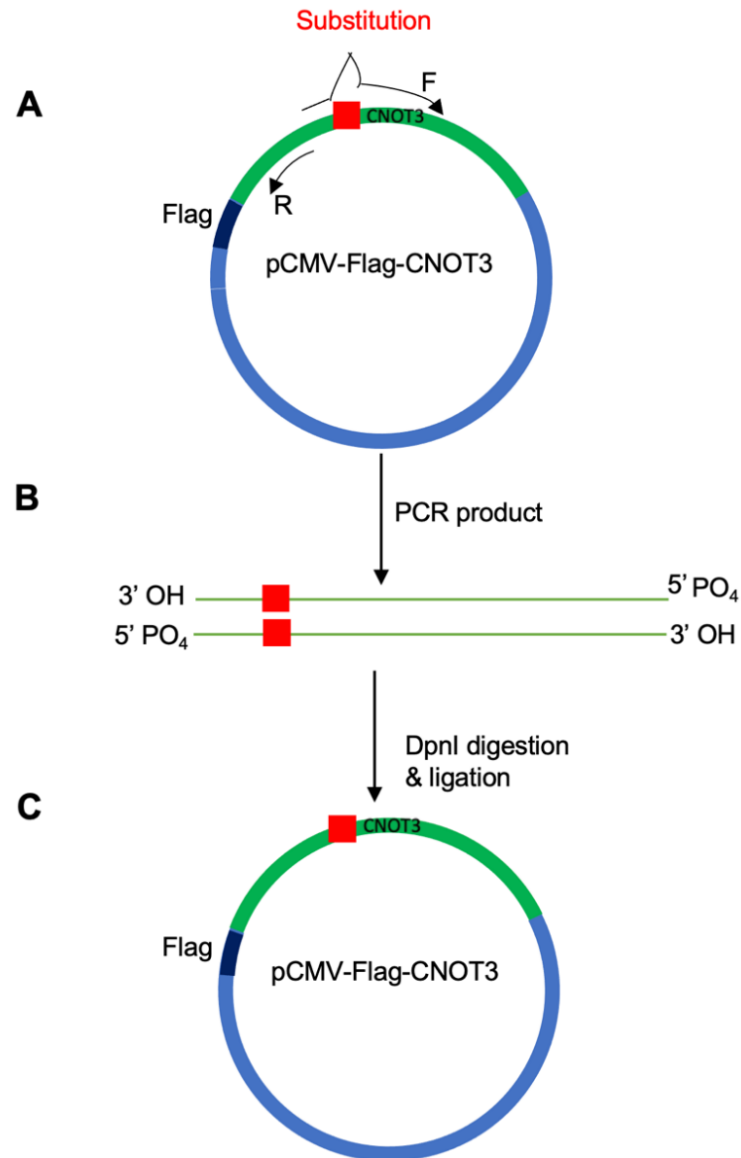 Substitution
A
F
CNOT3
R
Flag
pCMV-Flag-CNOT3
B
PCR product
3’ OH
5’ PO₄
5’ PO₄
3’ OH
DpnI digestion
& ligation
C
CNOT3
Flag
pCMV-Flag-CNOT3